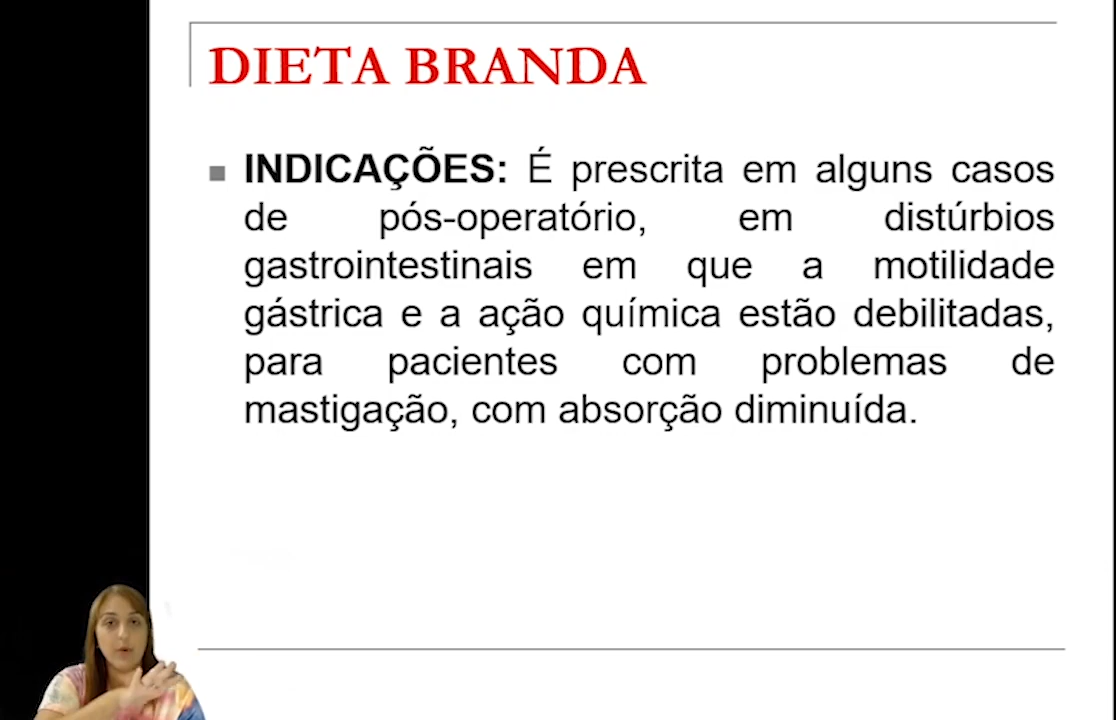 DIETA BRANDA
INDICAÇÕES: É prescrita em alguns casos
de pós-operatório, em distúrbios
gastrointestinais em que a motilidade
gástrica e a ação química estão debilitadas,
para pacientes com problemas de
mastigação, com absorção diminuída.